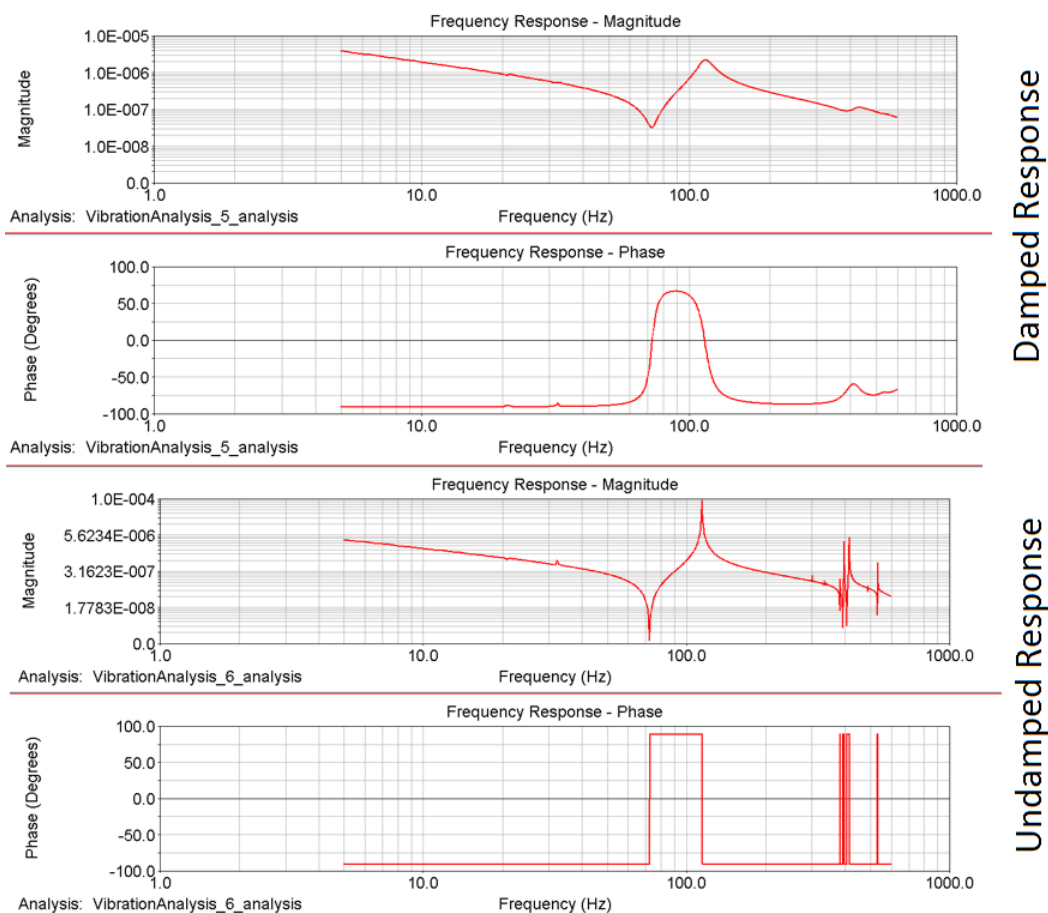 Frequency Response - Magnitude
1.0E-005
1.0E-006
1.0E-007
1.0E-008
0.0
Magnitude
1.0 10.0 100.0 1000.0
Analysis: VibrationAnalysis_5_analysis Frequency (Hz)
Frequency Response - Phase
100.0
50.0
0.0
-50.0
-100.0
Phase (Degrees)
1.0 10.0 100.0 1000.0
Analysis: VibrationAnalysis_5_analysis Frequency (Hz)
Damped Response
Frequency Response - Magnitude
1.0E-004
5.6234E-006
3.1623E-007
1.7783E-008
0.0
Magnitude
1.0 10.0 100.0 1000.0
Analysis: VibrationAnalysis_6_analysis Frequency (Hz)
Frequency Response - Phase
100.0
50.0
0.0
-50.0
-100.0
Phase (Degrees)
1.0 10.0 100.0 1000.0
Analysis: VibrationAnalysis_6_analysis Frequency (Hz)
Undamped Response